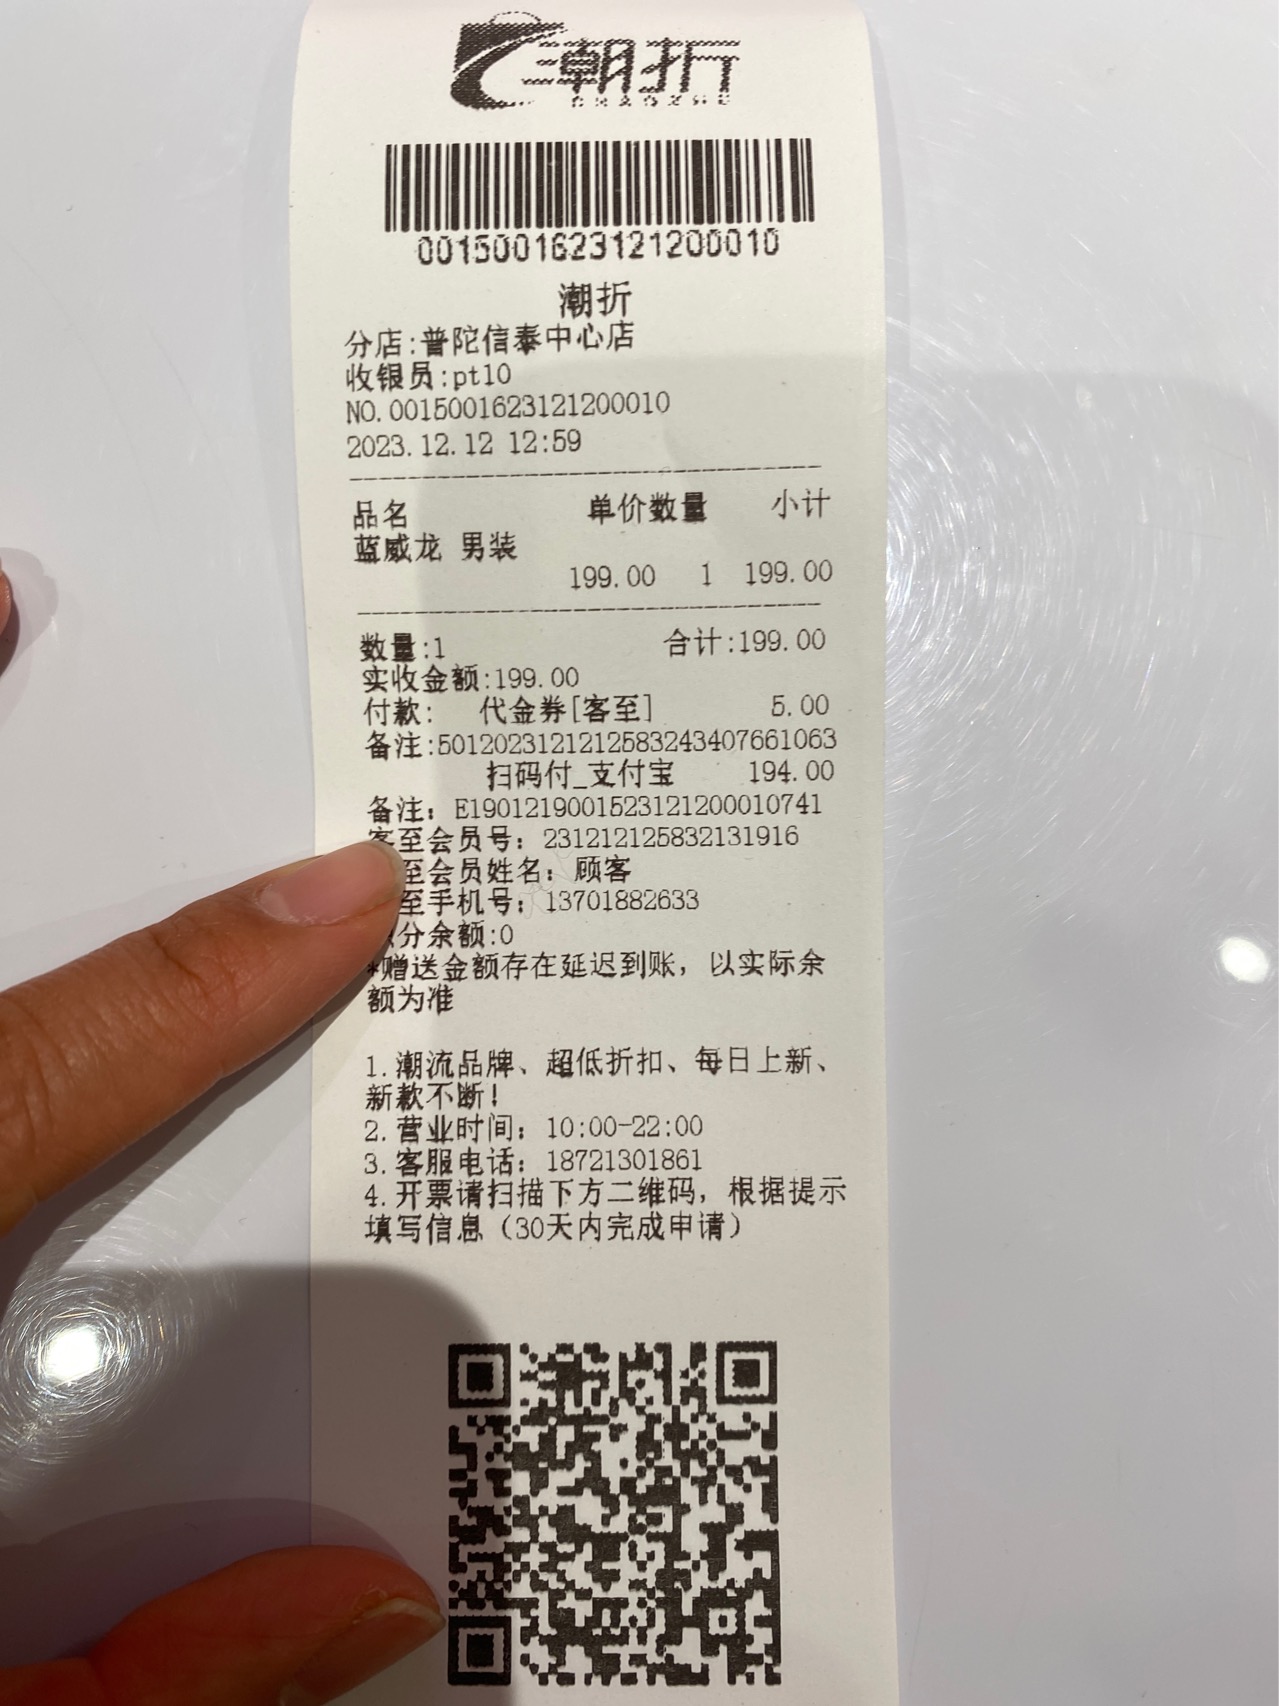 潮折
CHAOZHE
0015001623121200010
潮折
分店:普陀信泰中心店
收银员:pt10
NO.0015001623121200010
2023.12.12 12:59
品名 单价数量 小计
蓝威龙 男装
199.00 1 199.00
数量:1 合计:199.00
实收金额:199.00
付款: 代金券[客至] 5.00
备注:501202312121258324340766​1063
扫码付_支付宝 194.00
备注: E1901219001523121200010741
客至会员号: 231212125832131916
至会员姓名: 顾客
至手机号: 13701882633
分余额:0
*赠送金额存在延迟到账，以实际余
额为准
1.潮流品牌、超低折扣、每日上新、
新款不断!
2.营业时间: 10:00-22:00
3.客服电话: 18721301861
4.开票请扫描下方二维码，根据提示
填写信息（30天内完成申请）